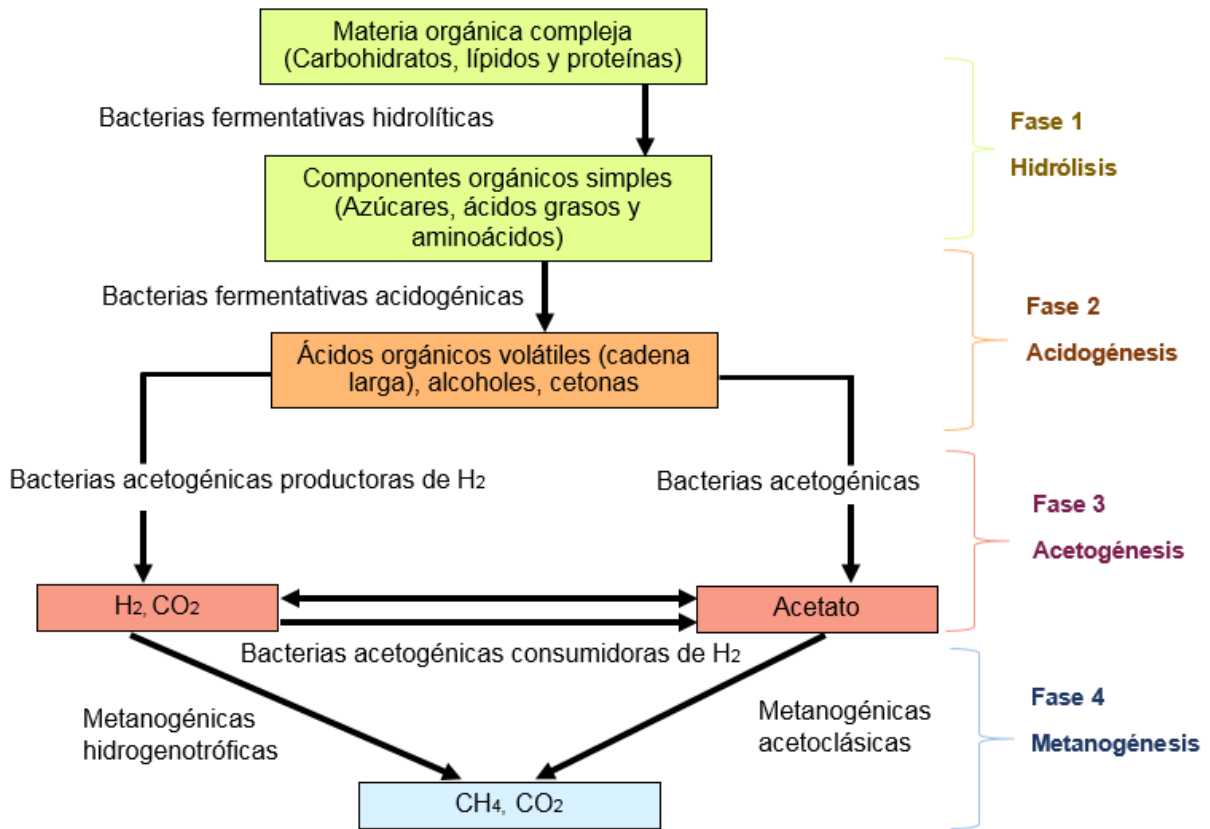 Materia orgánica compleja
(Carbohidratos, lípidos y proteínas)
Bacterias fermentativas hidrolíticas
Fase 1
Hidrólisis
Componentes orgánicos simples
(Azúcares, ácidos grasos y
aminoácidos)
Bacterias fermentativas acidogénicas
Fase 2
Acidogénesis
Ácidos orgánicos volátiles (cadena
larga), alcoholes, cetonas
Bacterias acetogénicas productoras de H2
Bacterias acetogénicas
Fase 3
Acetogénesis
H2, CO2
Acetato
Bacterias acetogénicas consumidoras de H2
Metanogénicas
hidrogenotróficas
Metanogénicas
acetoclásicas
Fase 4
Metanogénesis
CH4, CO2